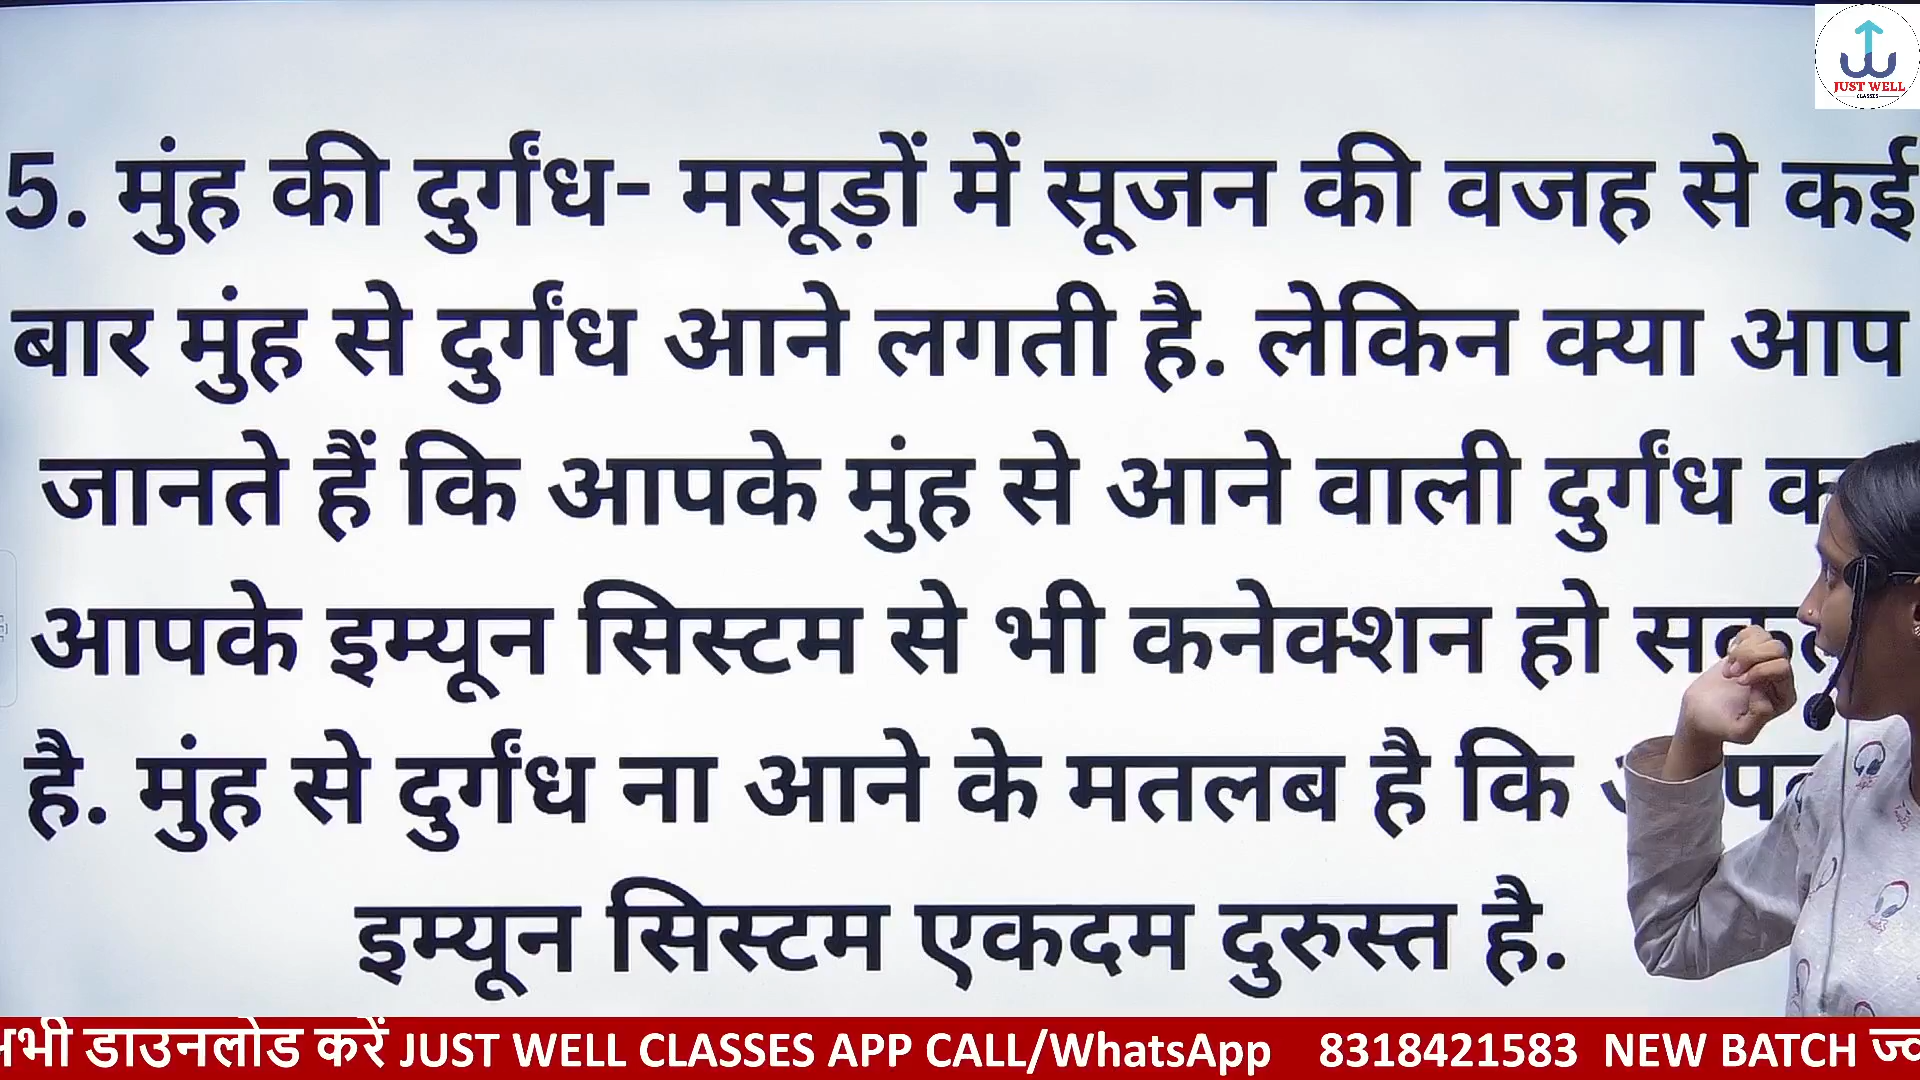 JUST WELL
CLASSES
5. मुंह की दुर्गंध- मसूड़ों में सूजन की वजह से कई
बार मुंह से दुर्गंध आने लगती है. लेकिन क्या आप
जानते हैं कि आपके मुंह से आने वाली दुर्गंध
आपके इम्यून सिस्टम से भी कनेक्शन हो
है. मुंह से दुर्गंध ना आने के मतलब है कि
इम्यून सिस्टम एकदम दुरुस्त है.
डाउनलोड करें JUST WELL CLASSES APP CALL/WhatsApp 8318421583 NEW BATCH